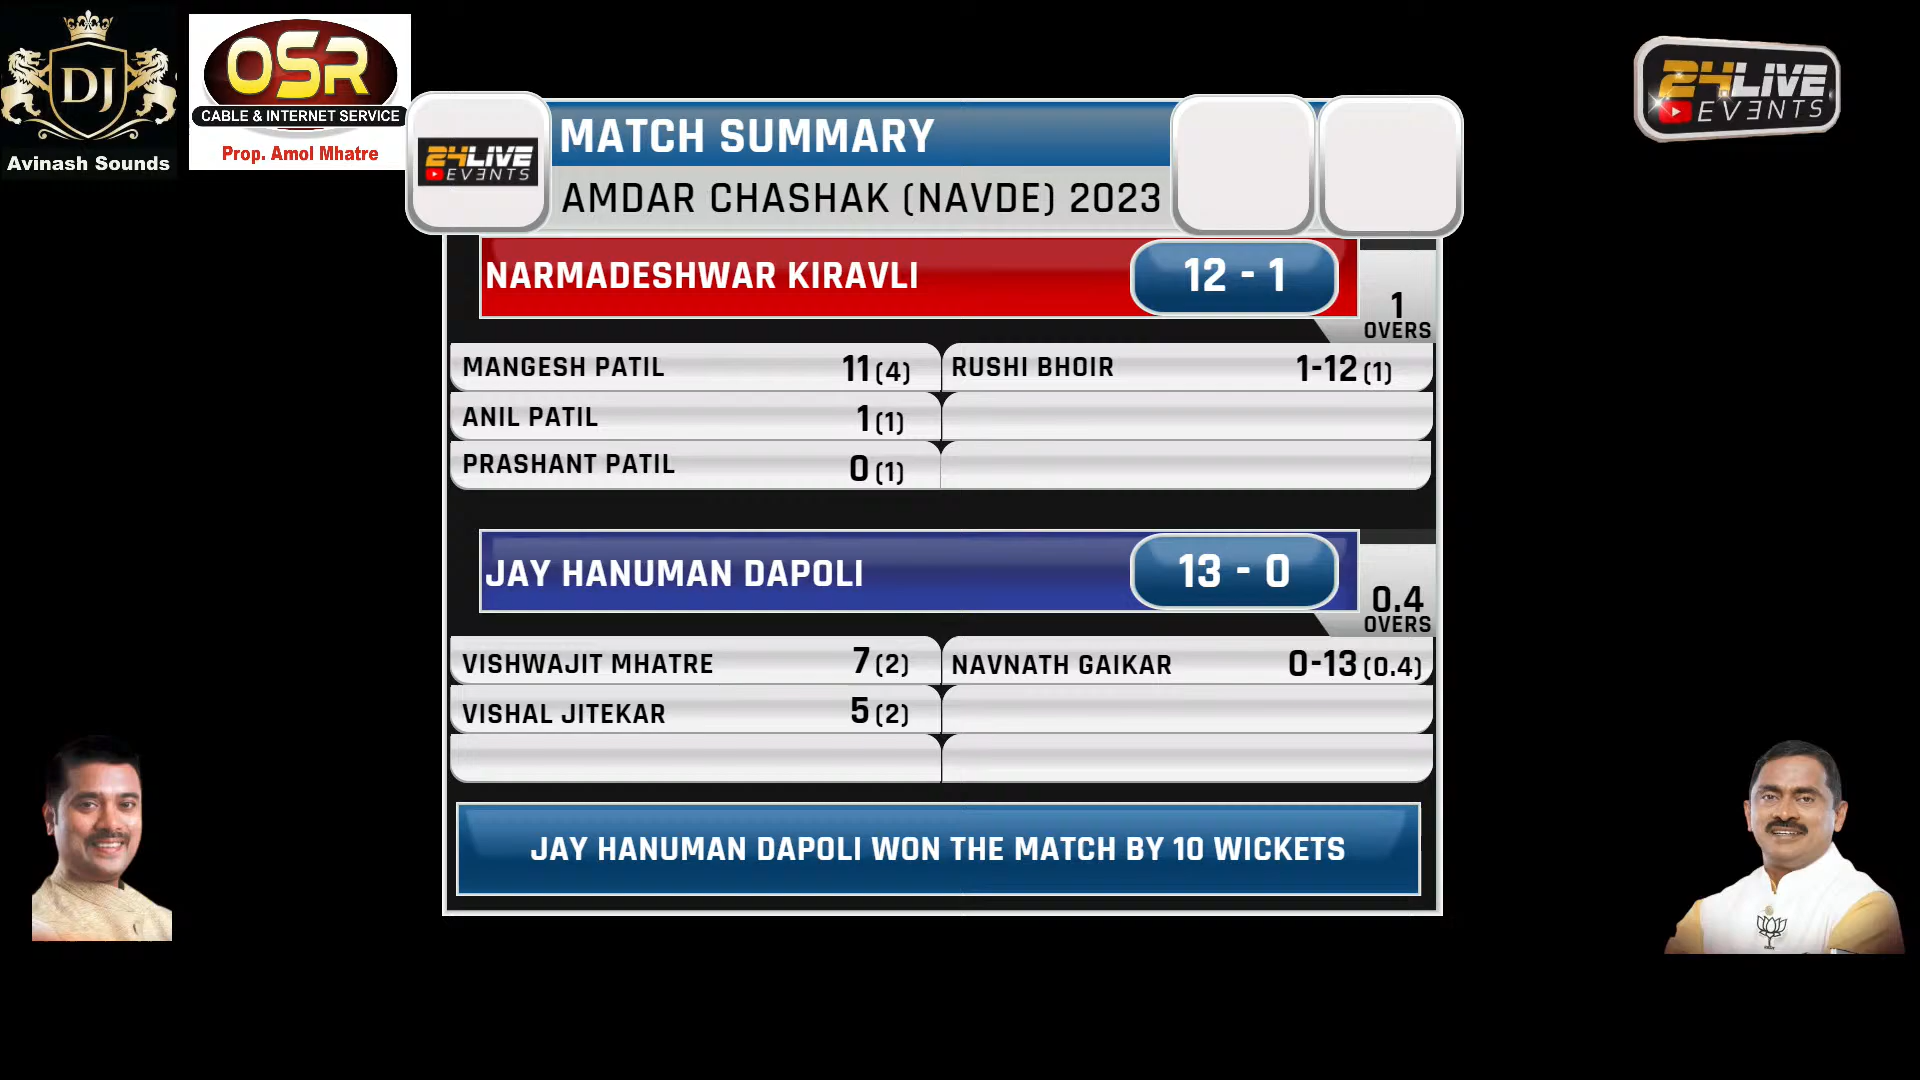 DJ
Avinash Sounds
OSR
CABLE & INTERNET SERVICE
Prop. Amol Mhatre
24LIVE
EVƎNTS
24LIVE
EVƎNTS
MATCH SUMMARY
AMDAR CHASHAK (NAVDE) 2023
NARMADESHWAR KIRAVLI 12 - 1
1
OVERS
MANGESH PATIL 11 (4) RUSHI BHOIR 1-12 (1)
ANIL PATIL 1 (1)
PRASHANT PATIL 0 (1)
JAY HANUMAN DAPOLI 13 - 0
0.4
OVERS
VISHWAJIT MHATRE 7 (2) NAVNATH GAIKAR 0-13 (0.4)
VISHAL JITEKAR 5 (2)
JAY HANUMAN DAPOLI WON THE MATCH BY 10 WICKETS